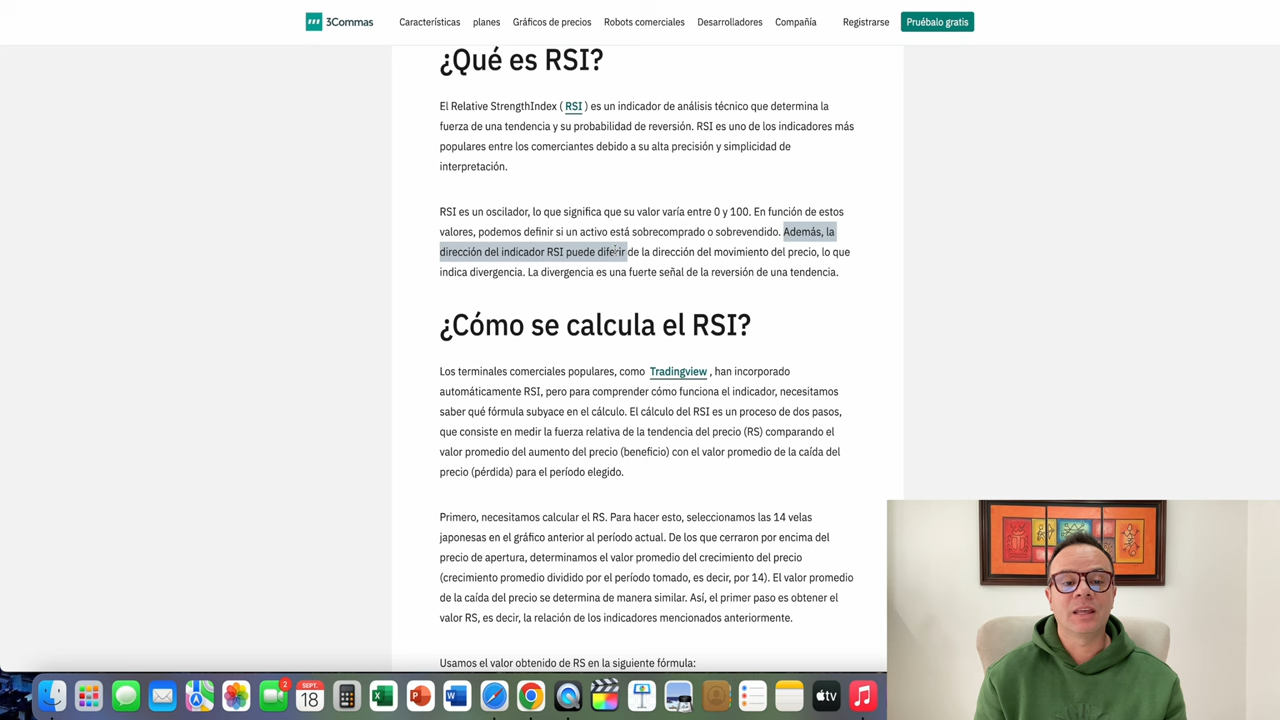 3Commas
Características planes Gráficos de precios Robots comerciales Desarrolladores Compañía Registrarse Pruébalo gratis
¿Qué es RSI?
El Relative StrengthIndex ( RSI ) es un indicador de análisis técnico que determina la
fuerza de una tendencia y su probabilidad de reversión. RSI es uno de los indicadores más
populares entre los comerciantes debido a su alta precisión y simplicidad de
interpretación.
RSI es un oscilador, lo que significa que su valor varía entre 0 y 100. En función de estos
valores, podemos definir si un activo está sobrecomprado o sobrevendido. Además, la
dirección del indicador RSI puede diferir de la dirección del movimiento del precio, lo que
indica divergencia. La divergencia es una fuerte señal de la reversión de una tendencia.
¿Cómo se calcula el RSI?
Los terminales comerciales populares, como Tradingview , han incorporado
automáticamente RSI, pero para comprender cómo funciona el indicador, necesitamos
saber qué fórmula subyace en el cálculo. El cálculo del RSI es un proceso de dos pasos,
que consiste en medir la fuerza relativa de la tendencia del precio (RS) comparando el
valor promedio del aumento del precio (beneficio) con el valor promedio de la caída del
precio (pérdida) para el período elegido.
Primero, necesitamos calcular el RS. Para hacer esto, seleccionamos las 14 velas
japonesas en el gráfico anterior al período actual. De los que cerraron por encima del
precio de apertura, determinamos el valor promedio del crecimiento del precio
(crecimiento promedio dividido por el período tomado, es decir, por 14). El valor promedio
de la caída del precio se determina de manera similar. Así, el primer paso es obtener el
valor RS, es decir, la relación de los indicadores mencionados anteriormente.
Usamos el valor obtenido de RS en la siguiente fórmula:
2
SEPT.
18
tv